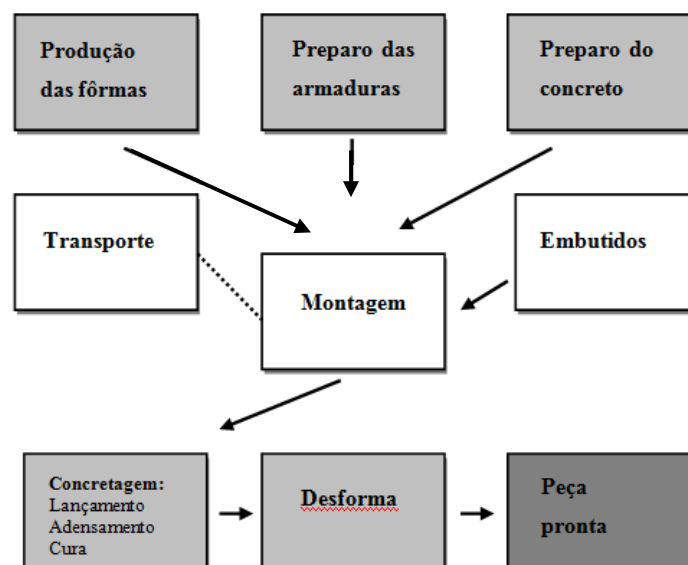 Produção
das fôrmas
Preparo das
armaduras
Preparo do
concreto
Transporte
Montagem
Embutidos
Concretagem:
Lançamento
Adensamento
Cura
Desforma
Peça
pronta